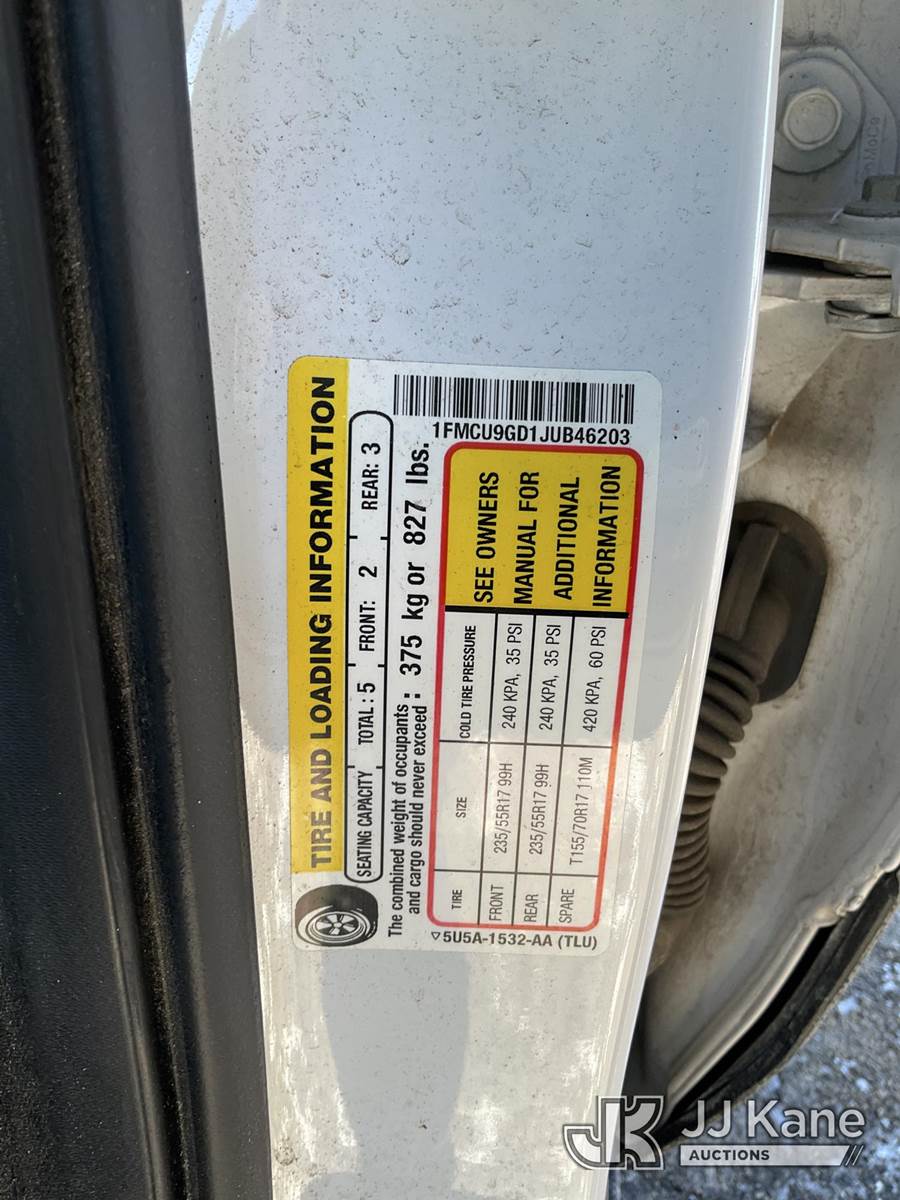 TIRE AND LOADING INFORMATION
SEATING CAPACITY TOTAL : 5 FRONT: 2 REAR: 3
The combined weight of occupants
and cargo should never exceed : 375 kg or 827 lbs.
1FMCU9GD1JUB46203
TIRE SIZE COLD TIRE PRESSURE
FRONT 235/55R17 99H 240 KPA, 35 PSI
REAR 235/55R17 99H 240 KPA, 35 PSI
SPARE T155/70R17 110M 420 KPA, 60 PSI
SEE OWNERS
MANUAL FOR
ADDITIONAL
INFORMATION
5U5A-1532-AA (TLU)
JK JJ Kane
AUCTIONS